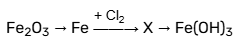 Fe₂O₃ → Fe + Cl₂ → X → Fe(OH)₃